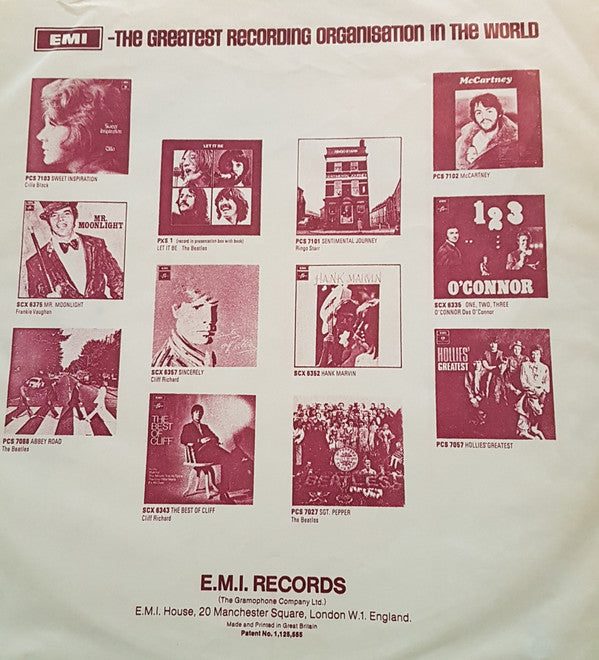 EMI -THE GREATEST RECORDING ORGANISATION IN THE WORLD
Sweet Inspiration
Cilla
PCS 7103 SWEET INSPIRATION
Cilla Black
LET IT BE
PXS 1 (record in presentation box with book)
LET IT BE The Beatles
PCS 7101 SENTIMENTAL JOURNEY
Ringo Starr
McCartney
PCS 7102 McCARTNEY
MR. MOONLIGHT
SCX 6375 MR. MOONLIGHT
Frankie Vaughan
SCX 6357 SINCERELY
Cliff Richard
HANK MARVIN
SCX 6352 HANK MARVIN
1 2 3
O'CONNOR
SCX 6335 ONE, TWO, THREE
O'CONNOR Des O'Connor
PCS 7088 ABBEY ROAD
The Beatles
THE BEST OF CLIFF
SCX 6343 THE BEST OF CLIFF
Cliff Richard
BEATLES
PCS 7027 SGT. PEPPER
The Beatles
HOLLIES' GREATEST
PCS 7057 HOLLIES' GREATEST
E.M.I. RECORDS
(The Gramophone Company Ltd.)
E.M.I. House, 20 Manchester Square, London W.1. England.
Made and Printed in Great Britain
Patent No. 1,125,555